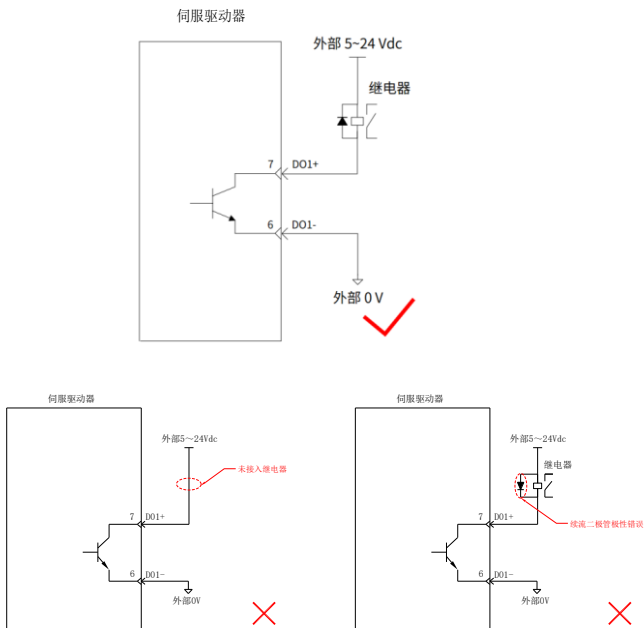 伺服驱动器
外部 5~24 Vdc
继电器
7 DO1+
6 DO1-
外部 0 V
伺服驱动器
外部5～24Vdc
未接入继电器
7 DO1+
6 DO1-
外部0V
伺服驱动器
外部5～24Vdc
继电器
7 DO1+
续流二极管极性错误
6 DO1-
外部0V